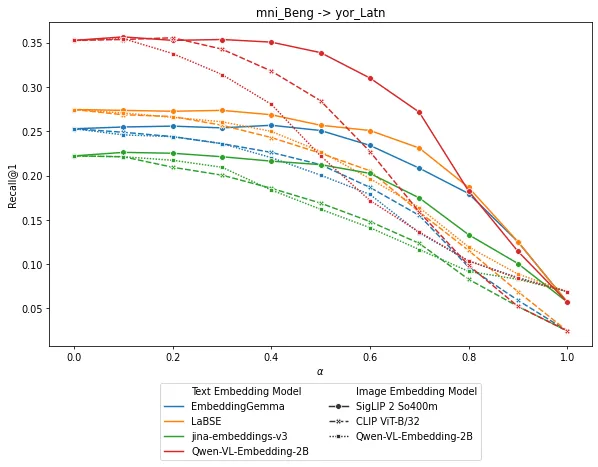 mni_Beng -> yor_Latn
Recall@1
0.35
0.30
0.25
0.20
0.15
0.10
0.05
0.0
0.2
0.4
0.6
0.8
1.0
α
Text Embedding Model
EmbeddingGemma
LaBSE
jina-embeddings-v3
Qwen-VL-Embedding-2B
Image Embedding Model
SigLIP 2 So400m
CLIP ViT-B/32
Qwen-VL-Embedding-2B